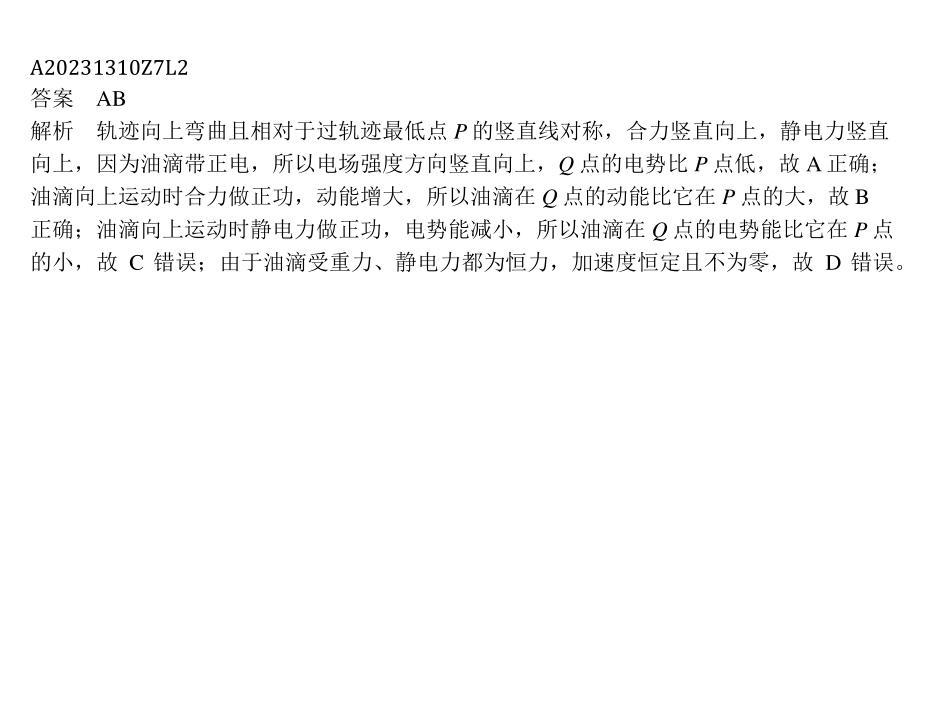 A20231310Z7L2
答案 AB
解析 轨迹向上弯曲且相对于过轨迹最低点 P 的竖直线对称，合力竖直向上，静电力竖直
向上，因为油滴带正电，所以电场强度方向竖直向上，Q 点的电势比 P 点低，故 A 正确；
油滴向上运动时合力做正功，动能增大，所以油滴在 Q 点的动能比它在 P 点的大，故 B
正确；油滴向上运动时静电力做正功，电势能减小，所以油滴在 Q 点的电势能比它在 P 点
的小，故 C 错误；由于油滴受重力、静电力都为恒力，加速度恒定且不为零，故 D 错误。